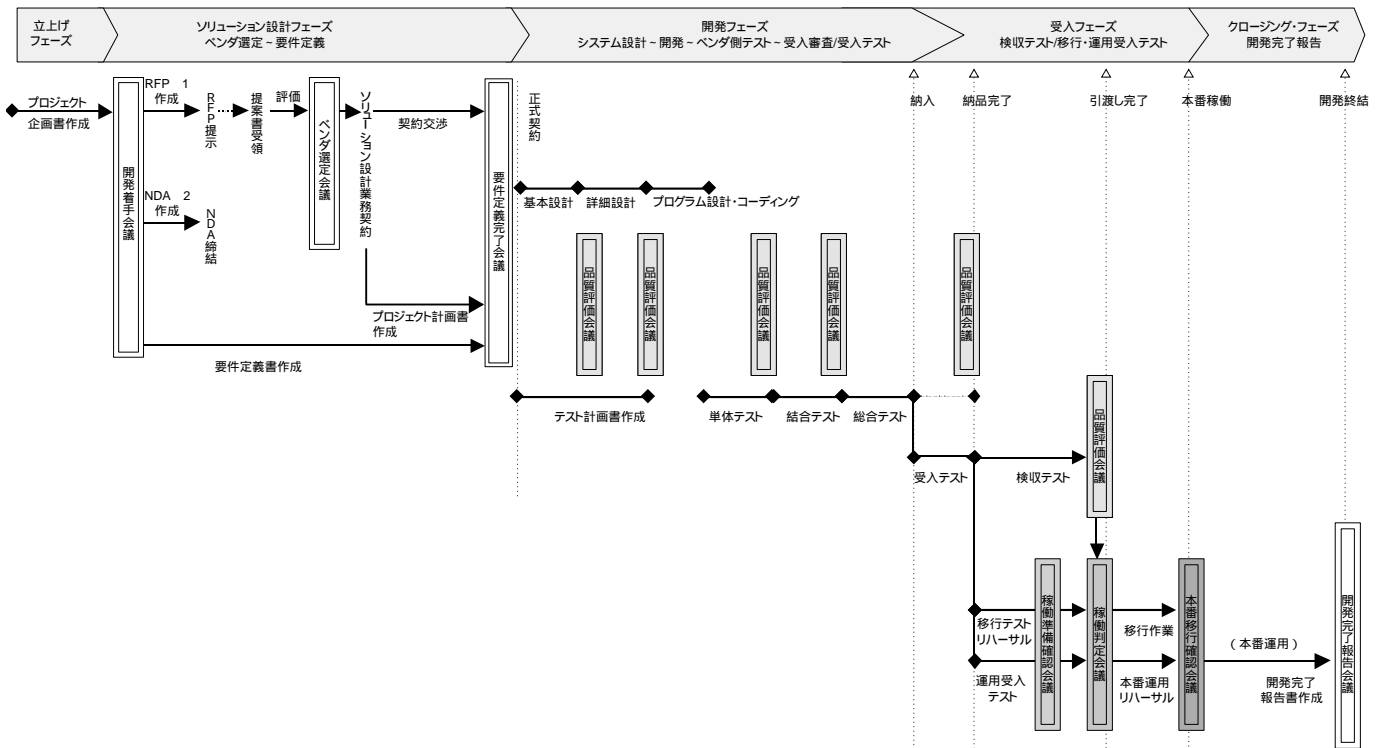 立上げ
フェーズ
ソリューション設計フェーズ
ベンダ選定～要件定義
開発フェーズ
システム設計～開発～ベンダ側テスト～受入審査/受入テスト
受入フェーズ
検収テスト/移行・運用受入テスト
クロージング・フェーズ
開発完了報告
プロジェクト
企画書作成
開発着手会議
RFP 1
作成
RFP提示
提案書受領
評価
ベンダ選定会議
ソリューション設計業務契約
契約交渉
要件定義完了会議
正式契約
納入
納品完了
引渡し完了
本番稼働
開発終結
NDA 2
作成
NDA締結
プロジェクト計画書
作成
要件定義書作成
基本設計
詳細設計
プログラム設計・コーディング
品質評価会議
品質評価会議
品質評価会議
品質評価会議
品質評価会議
テスト計画書作成
単体テスト
結合テスト
総合テスト
受入テスト
検収テスト
品質評価会議
移行テスト
リハーサル
運用受入
テスト
稼働準備確認会議
稼働判定会議
移行作業
本番運用
リハーサル
本番移行確認会議
(本番運用)
開発完了
報告書作成
開発完了報告会議